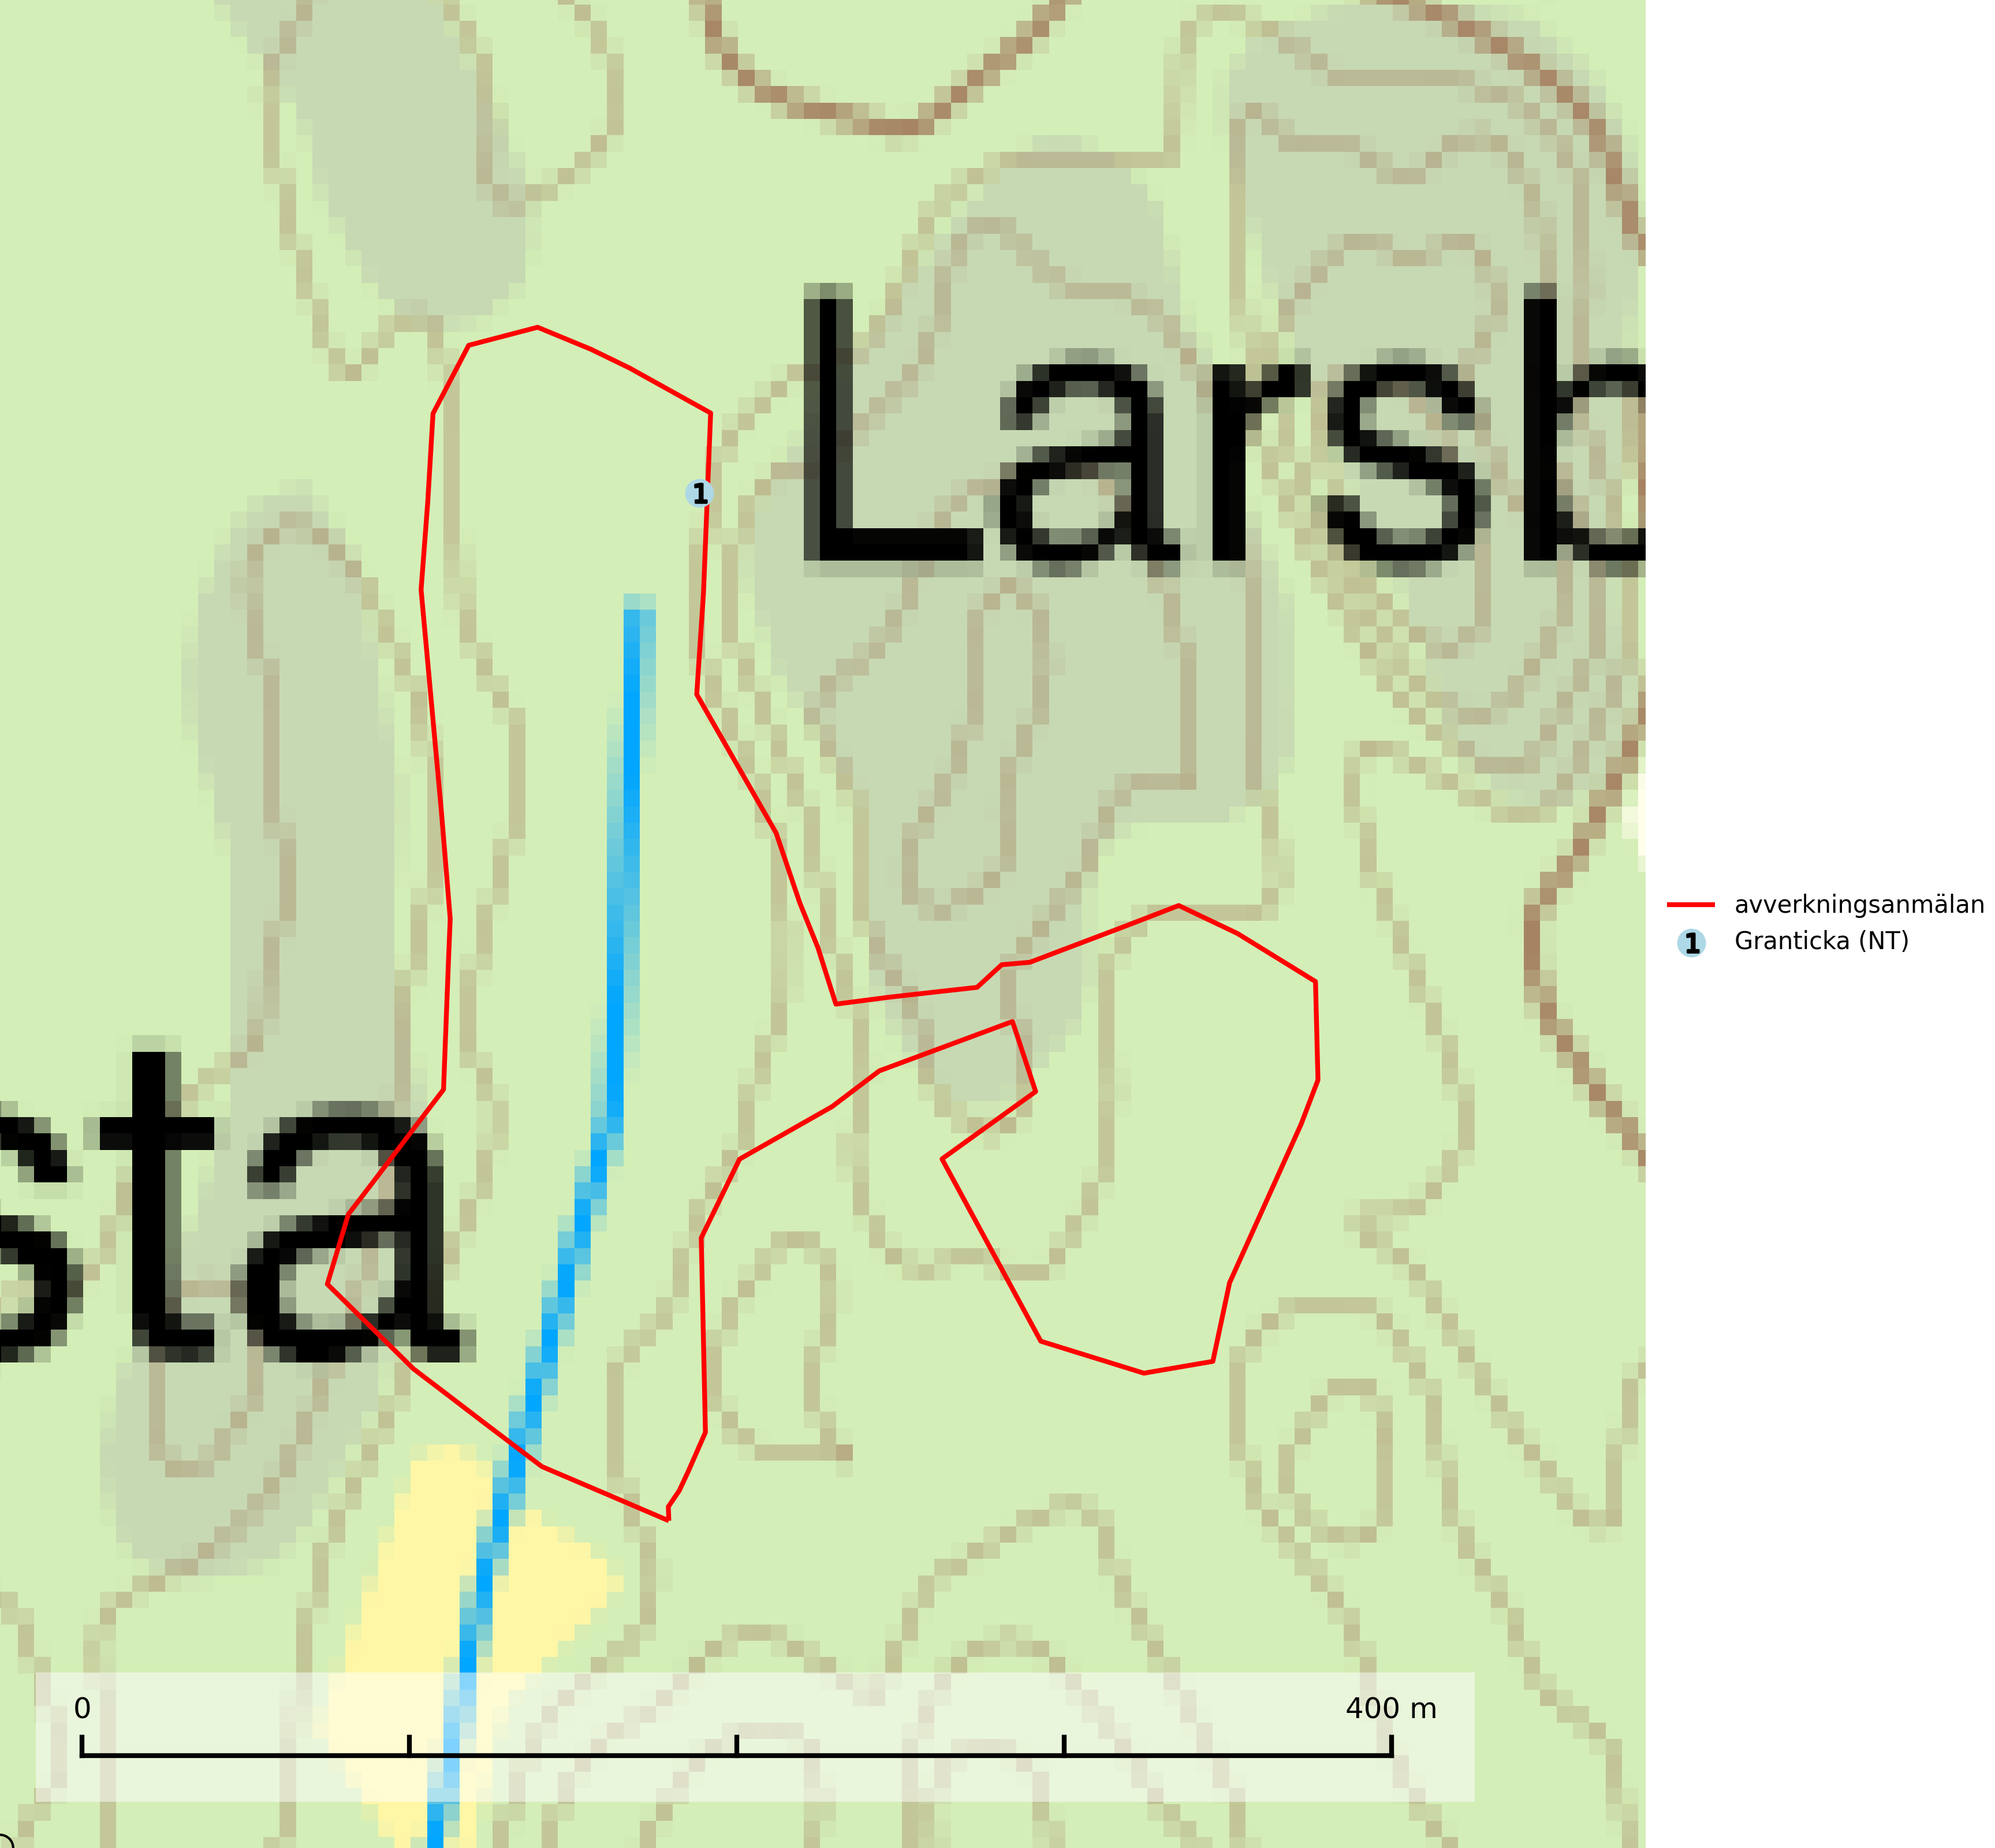 Larsb
1
sta
avverkningsanmälan
1 Granticka (NT)
0 400 m